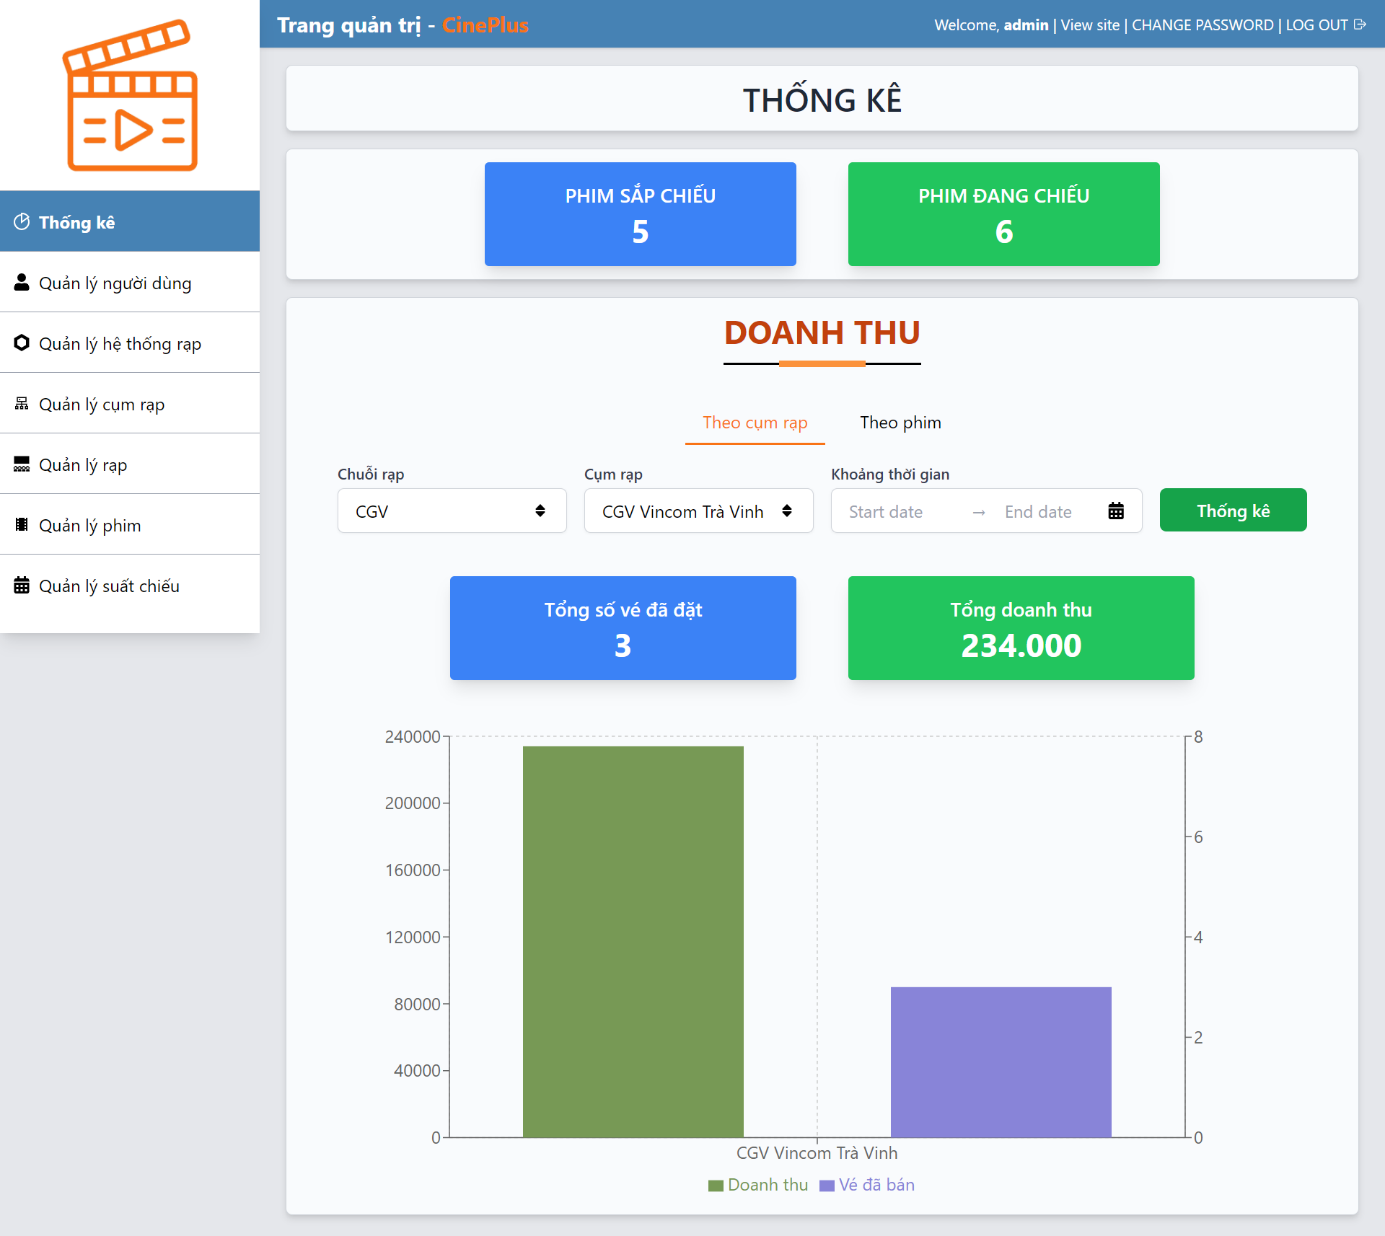 Trang quản trị - CinePlus
Welcome, admin | View site | CHANGE PASSWORD | LOG OUT
Thống kê
Quản lý người dùng
Quản lý hệ thống rạp
Quản lý cụm rạp
Quản lý rạp
Quản lý phim
Quản lý suất chiếu
THỐNG KÊ
PHIM SẮP CHIẾU
5
PHIM ĐANG CHIẾU
6
DOANH THU
Theo cụm rạp
Theo phim
Chuỗi rạp
CGV
Cụm rạp
CGV Vincom Trà Vinh
Khoảng thời gian
Start date → End date
Thống kê
Tổng số vé đã đặt
3
Tổng doanh thu
234.000
240000
200000
160000
120000
80000
40000
0
8
6
4
2
0
CGV Vincom Trà Vinh
Doanh thu
Vé đã bán